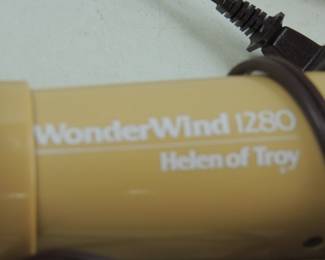 WonderWind 1280
Helen of Troy